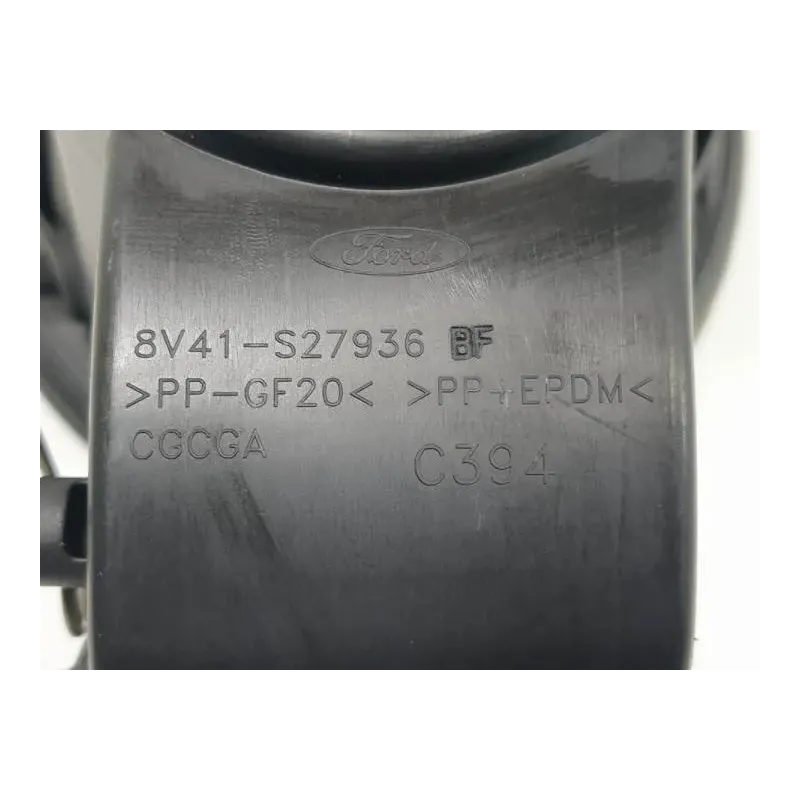 Ford
8V41-S27936 BF
>PP-GF20< >PP+EPDM<
CGCGA C394